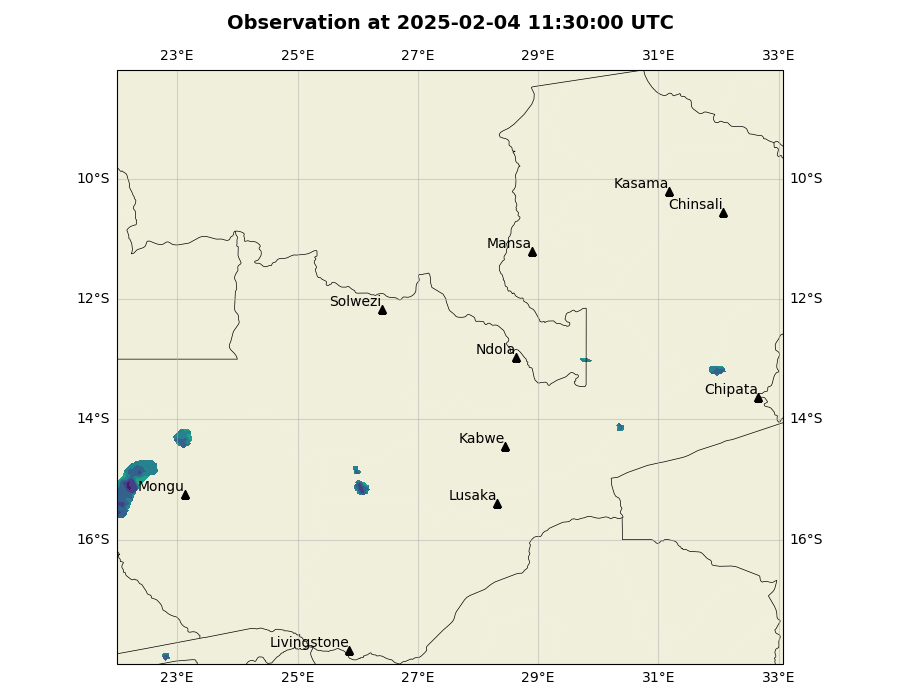 Observation at 2025-02-04 11:30:00 UTC
23°E 25°E 27°E 29°E 31°E 33°E
10°S 10°S
Kasama
Chinsali
Mansa
12°S 12°S
Solwezi
Ndola
Chipata
14°S 14°S
Kabwe
Mongu
Lusaka
16°S 16°S
Livingstone
23°E 25°E 27°E 29°E 31°E 33°E